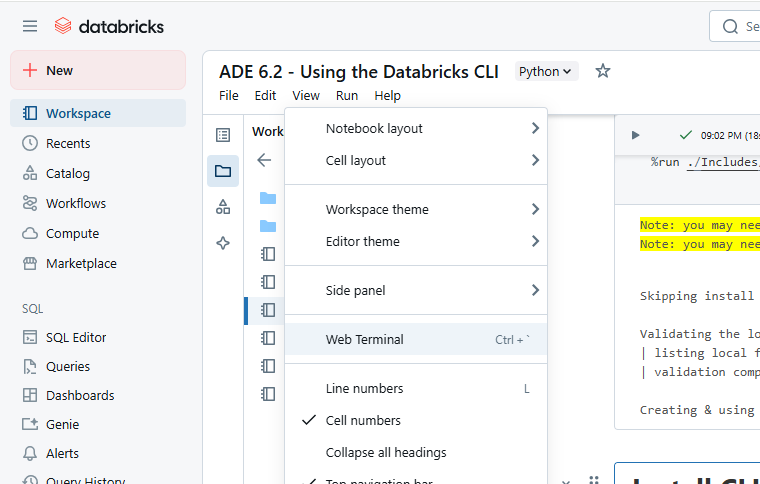 databricks
Se
New
ADE 6.2 - Using the Databricks CLI
Python
File Edit View Run Help
Workspace
Recents
Catalog
Workflows
Compute
Marketplace
SQL
SQL Editor
Queries
Dashboards
Genie
Alerts
Query History
Work
Notebook layout
Cell layout
Workspace theme
Editor theme
Side panel
Web Terminal Ctrl + `
Line numbers L
Cell numbers
Collapse all headings
Top navigation bar
09:02 PM (18s
%run ./Includes/
Note: you may nee
Note: you may nee
Skipping install
Validating the lo
| listing local f
| validation comp
Creating & using
Install CLI